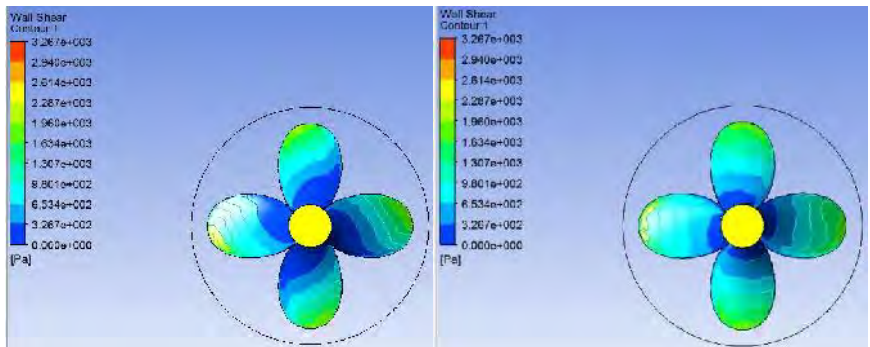 Wall Shear
Contour 1
3.267e+003
2.940e+003
2.614e+003
2.287e+003
1.960e+003
1.634e+003
1.307e+003
9.801e+002
6.534e+002
3.267e+002
0.000e+000
[Pa]
Wall Shear
Contour 1
3.267e+003
2.940e+003
2.614e+003
2.287e+003
1.960e+003
1.634e+003
1.307e+003
9.801e+002
6.534e+002
3.267e+002
0.000e+000
[Pa]